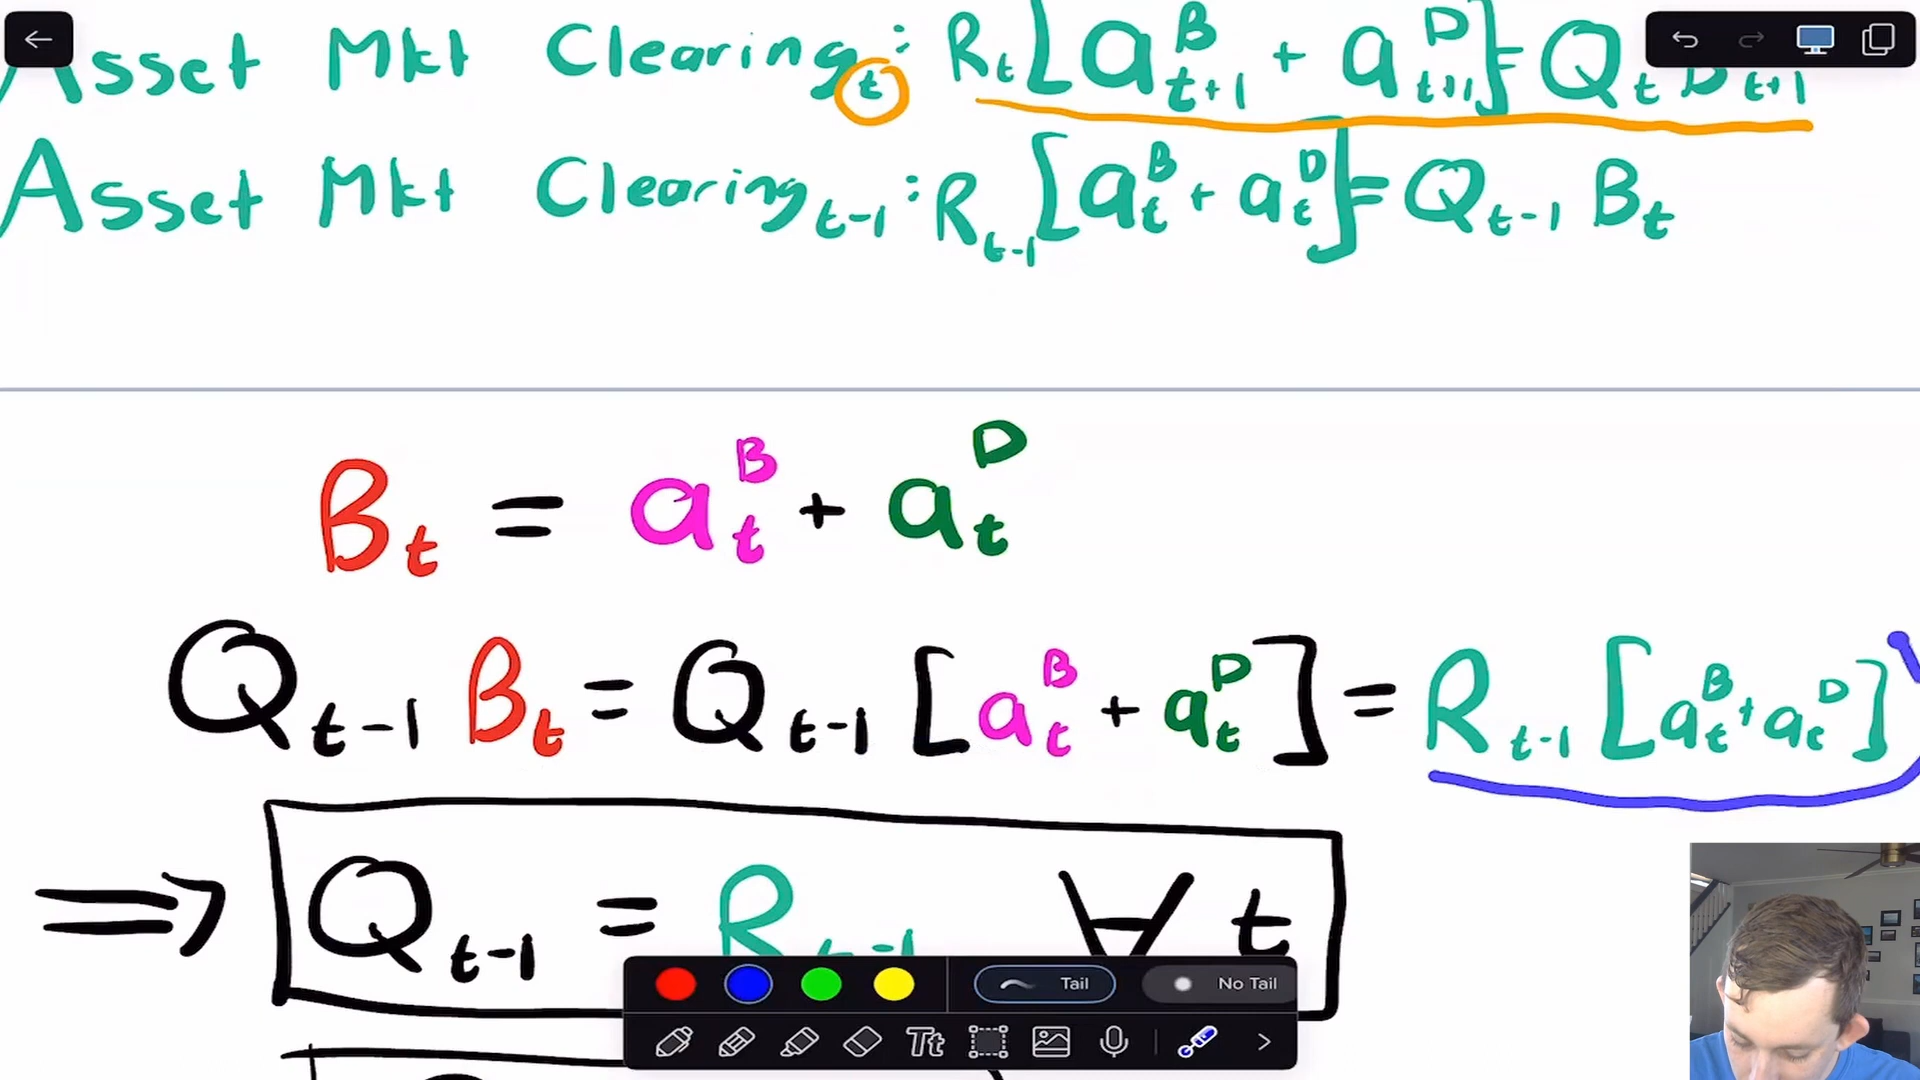 Asset Mkt Clearing_t : R_t [a^B_{t+1} + a^D_{t+1}] = Q_t B_{t+1}
Asset Mkt Clearing_{t-1} : R_{t-1} [a^B_t + a^D_t] = Q_{t-1} B_t
B_t = a^B_t + a^D_t
Q_{t-1} B_t = Q_{t-1} [a^B_t + a^D_t] = R_{t-1} [a^B_t + a^D_t]
⇒ Q_{t-1} = R_{t-1} ∀ t
Tail No Tail
Tt